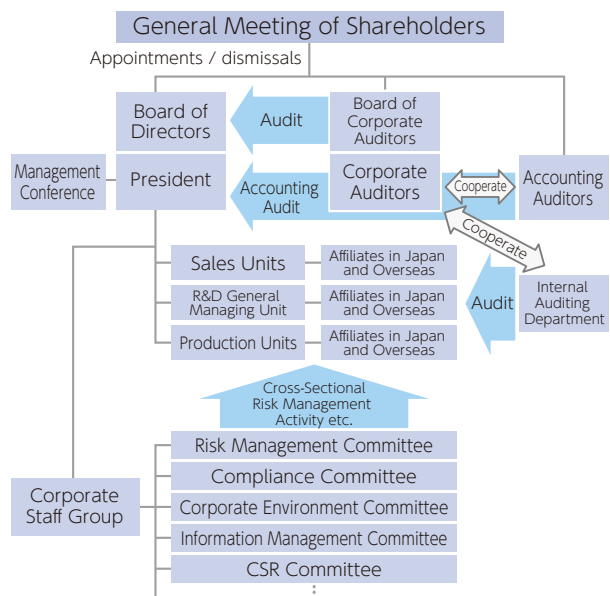 General Meeting of Shareholders
Appointments / dismissals
Board of
Directors
Audit
Board of
Corporate
Auditors
Management
Conference
President
Accounting
Audit
Corporate
Auditors
Cooperate
Accounting
Auditors
Cooperate
Sales Units
Affiliates in Japan
and Overseas
R&D General
Managing Unit
Affiliates in Japan
and Overseas
Audit
Internal
Auditing
Department
Production Units
Affiliates in Japan
and Overseas
Cross-Sectional
Risk Management
Activity etc.
Risk Management Committee
Compliance Committee
Corporate
Staff Group
Corporate Environment Committee
Information Management Committee
CSR Committee
⋮